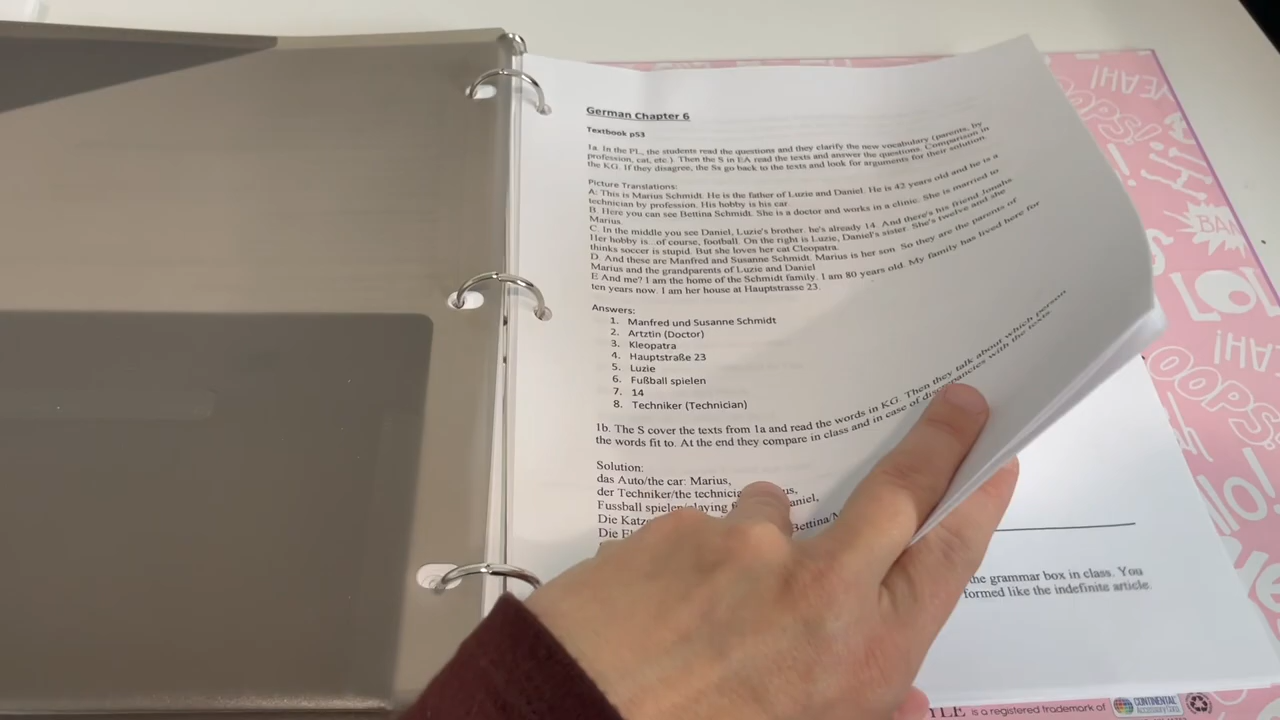 German Chapter 6
Textbook p53
1a. In the PL, the students read the questions and they clarify the new vocabulary (parents, by
profession, cat, etc.). Then the S in EA read the texts and answer the questions. Comparison in
the KG. If they disagree, the Ss go back to the texts and look for arguments for their solution.
Picture Translations:
A: This is Marius Schmidt. He is the father of Luzie and Daniel. He is 42 years old and he is a
technician by profession. His hobby is his car.
B. Here you can see Bettina Schmidt. She is a doctor and works in a clinic. She is married to
Marius.
C. In the middle you see Daniel, Luzie's brother. he's already 14. And there's his friend Jonahs.
Her hobby is...of course, football. On the right is Luzie, Daniel's sister. She's twelve and she
thinks soccer is stupid. But she loves her cat Cleopatra.
D. And these are Manfred and Susanne Schmidt. Marius is her son. So they are the parents of
Marius and the grandparents of Luzie and Daniel
E And me? I am the home of the Schmidt family. I am 80 years old. My family has lived here for
ten years now. I am her house at Hauptstrasse 23.
Answers:
1. Manfred und Susanne Schmidt
2. Artztin (Doctor)
3. Kleopatra
4. Hauptstraße 23
5. Luzie
6. Fußball spielen
7. 14
8. Techniker (Technician)
1b. The S cover the texts from 1a and read the words in KG. Then they talk about which person
the words fit to. At the end they compare in class and in case of discrepancies with the texts.
Solution:
das Auto/the car: Marius,
der Techniker/the
Fussball
Die
Die
the grammar box in class. You
formed like the indefinite article.
YEAH!
OOPS!
BAN
LOL
¡HAY
OOPS!
is a registered trademark of
CONTINENTAL